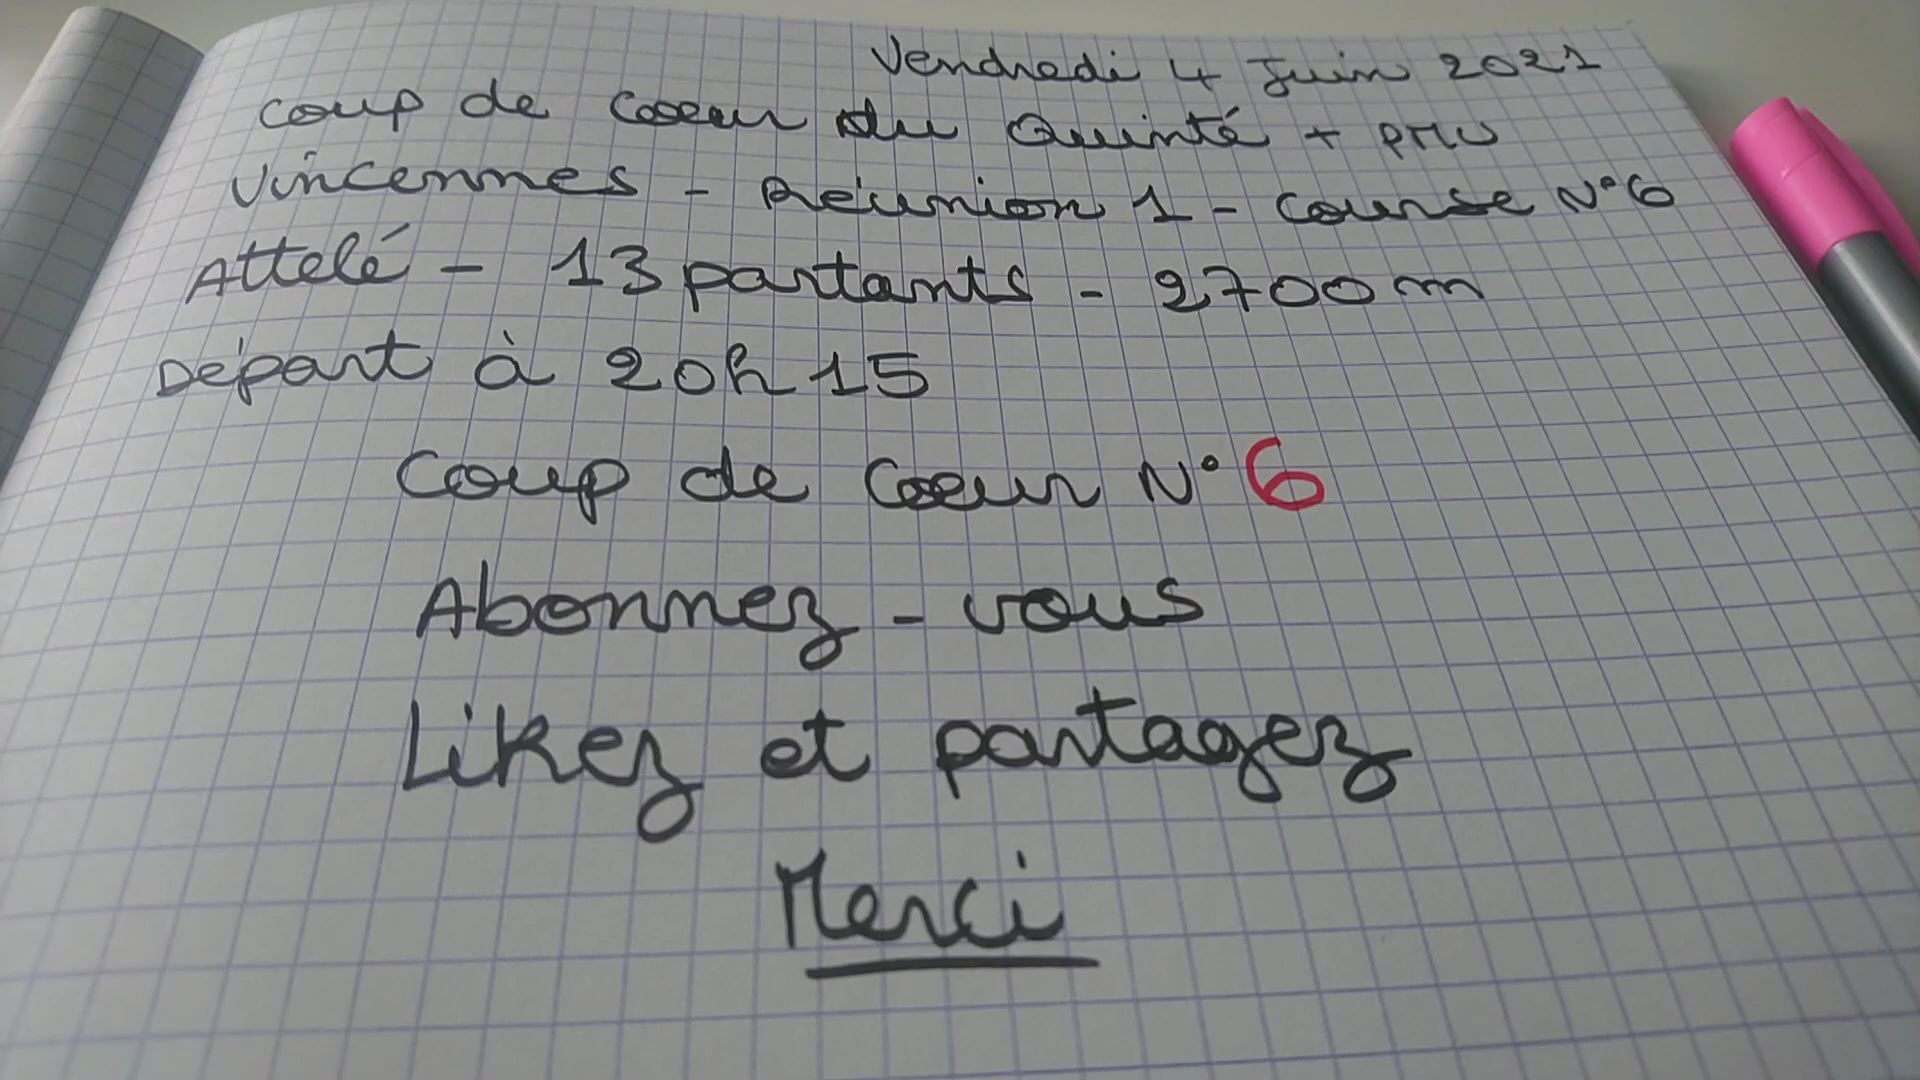 Vendredi 4 Juin 2021
Coup de Coeur du Quinté + PMU
Vincennes - Réunion 1 - Course N°6
Attelé - 13 partants - 2700m
Départ à 20h15
Coup de Coeur N°6
Abonnez-vous
Likez et partagez
Merci